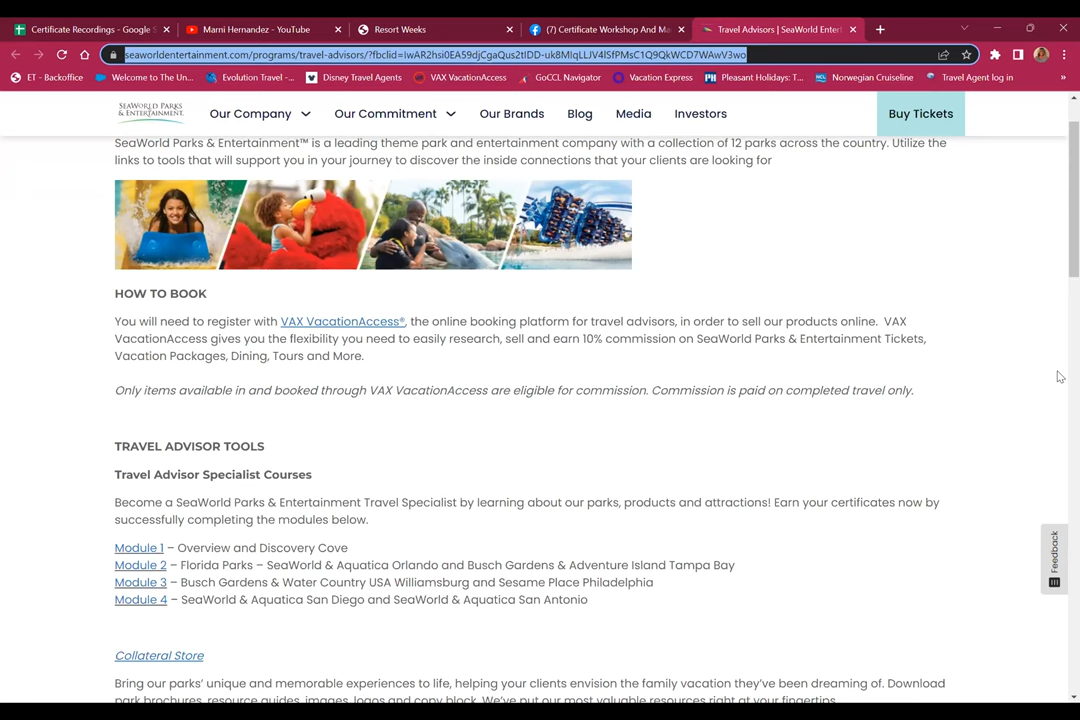 Certificate Recordings - Google S
Marni Hernandez - YouTube
Resort Weeks
(7) Certificate Workshop And Ma
Travel Advisors | SeaWorld Enter
seaworldentertainment.com/programs/travel-advisors/?fbclid=IwAR2hsi0EA59djCgaQus2tIDD-uk8MIqLLJV4ISfPMsC1Q9QkWCD7WAwV3wo
ET - Backoffice
Welcome to The Un...
Evolution Travel -...
Disney Travel Agents
VAX VacationAccess
GoCCL Navigator
Vacation Express
Pleasant Holidays: T...
Norwegian Cruiseline
Travel Agent log in
SEAWORLD PARKS
& ENTERTAINMENT
Our Company
Our Commitment
Our Brands
Blog
Media
Investors
Buy Tickets
SeaWorld Parks & Entertainment™ is a leading theme park and entertainment company with a collection of 12 parks across the country. Utilize the
links to tools that will support you in your journey to discover the inside connections that your clients are looking for
HOW TO BOOK
You will need to register with VAX VacationAccess®, the online booking platform for travel advisors, in order to sell our products online. VAX
VacationAccess gives you the flexibility you need to easily research, sell and earn 10% commission on SeaWorld Parks & Entertainment Tickets,
Vacation Packages, Dining, Tours and More.
Only items available in and booked through VAX VacationAccess are eligible for commission. Commission is paid on completed travel only.
TRAVEL ADVISOR TOOLS
Travel Advisor Specialist Courses
Become a SeaWorld Parks & Entertainment Travel Specialist by learning about our parks, products and attractions! Earn your certificates now by
successfully completing the modules below.
Module 1 – Overview and Discovery Cove
Module 2 – Florida Parks – SeaWorld & Aquatica Orlando and Busch Gardens & Adventure Island Tampa Bay
Module 3 – Busch Gardens & Water Country USA Williamsburg and Sesame Place Philadelphia
Module 4 – SeaWorld & Aquatica San Diego and SeaWorld & Aquatica San Antonio
Feedback
Collateral Store
Bring our parks' unique and memorable experiences to life, helping your clients envision the family vacation they've been dreaming of. Download
park brochures, resource guides, images, logos and copy block. We've put our most valuable resources right at your fingertips.